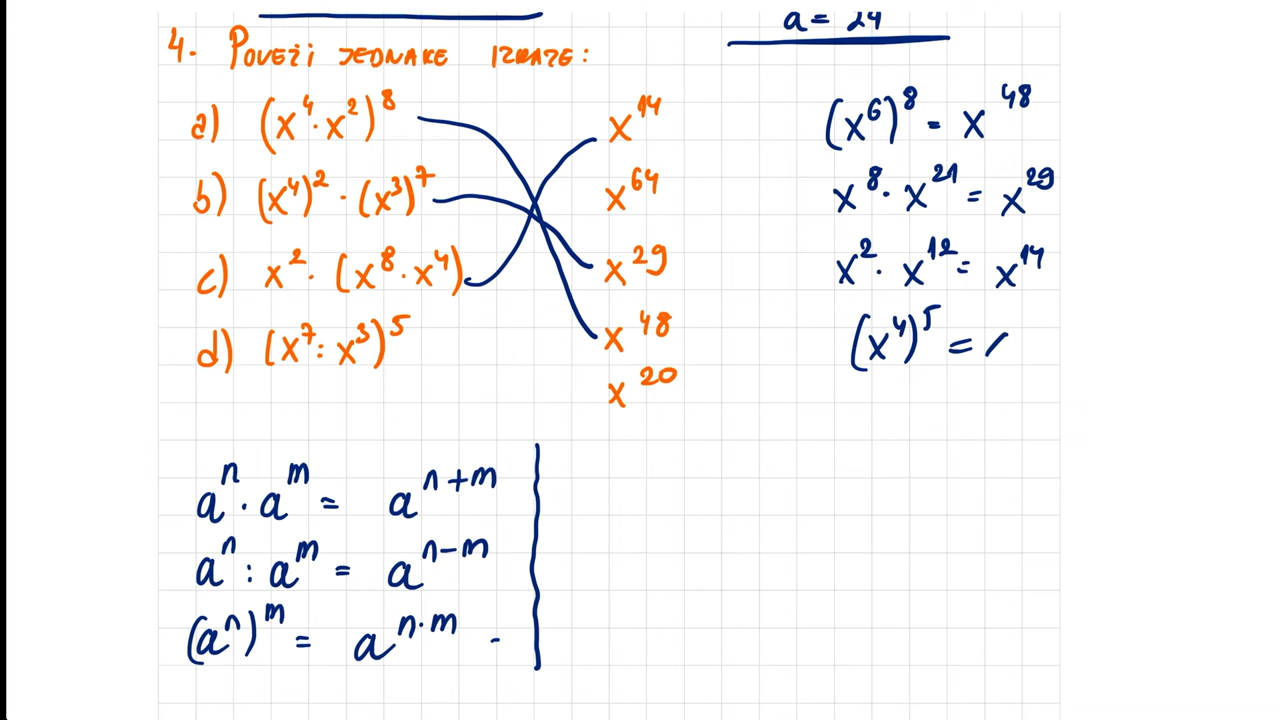 a = 24
4. POVEŽI JEDNAKE IZRAZE:
a) (x⁴ · x²)⁸
b) (x⁴)² · (x³)⁷
c) x² · (x⁸ · x⁴)
d) (x⁷ : x³)⁵
x¹⁴
x⁶⁴
x²⁹
x⁴⁸
x²⁰
(x⁶)⁸ = x⁴⁸
x⁸ · x²¹ = x²⁹
x² · x¹² = x¹⁴
(x⁴)⁵ =
aⁿ · aᵐ = aⁿ⁺ᵐ
aⁿ : aᵐ = aⁿ⁻ᵐ
(aⁿ)ᵐ = a^(n·m)